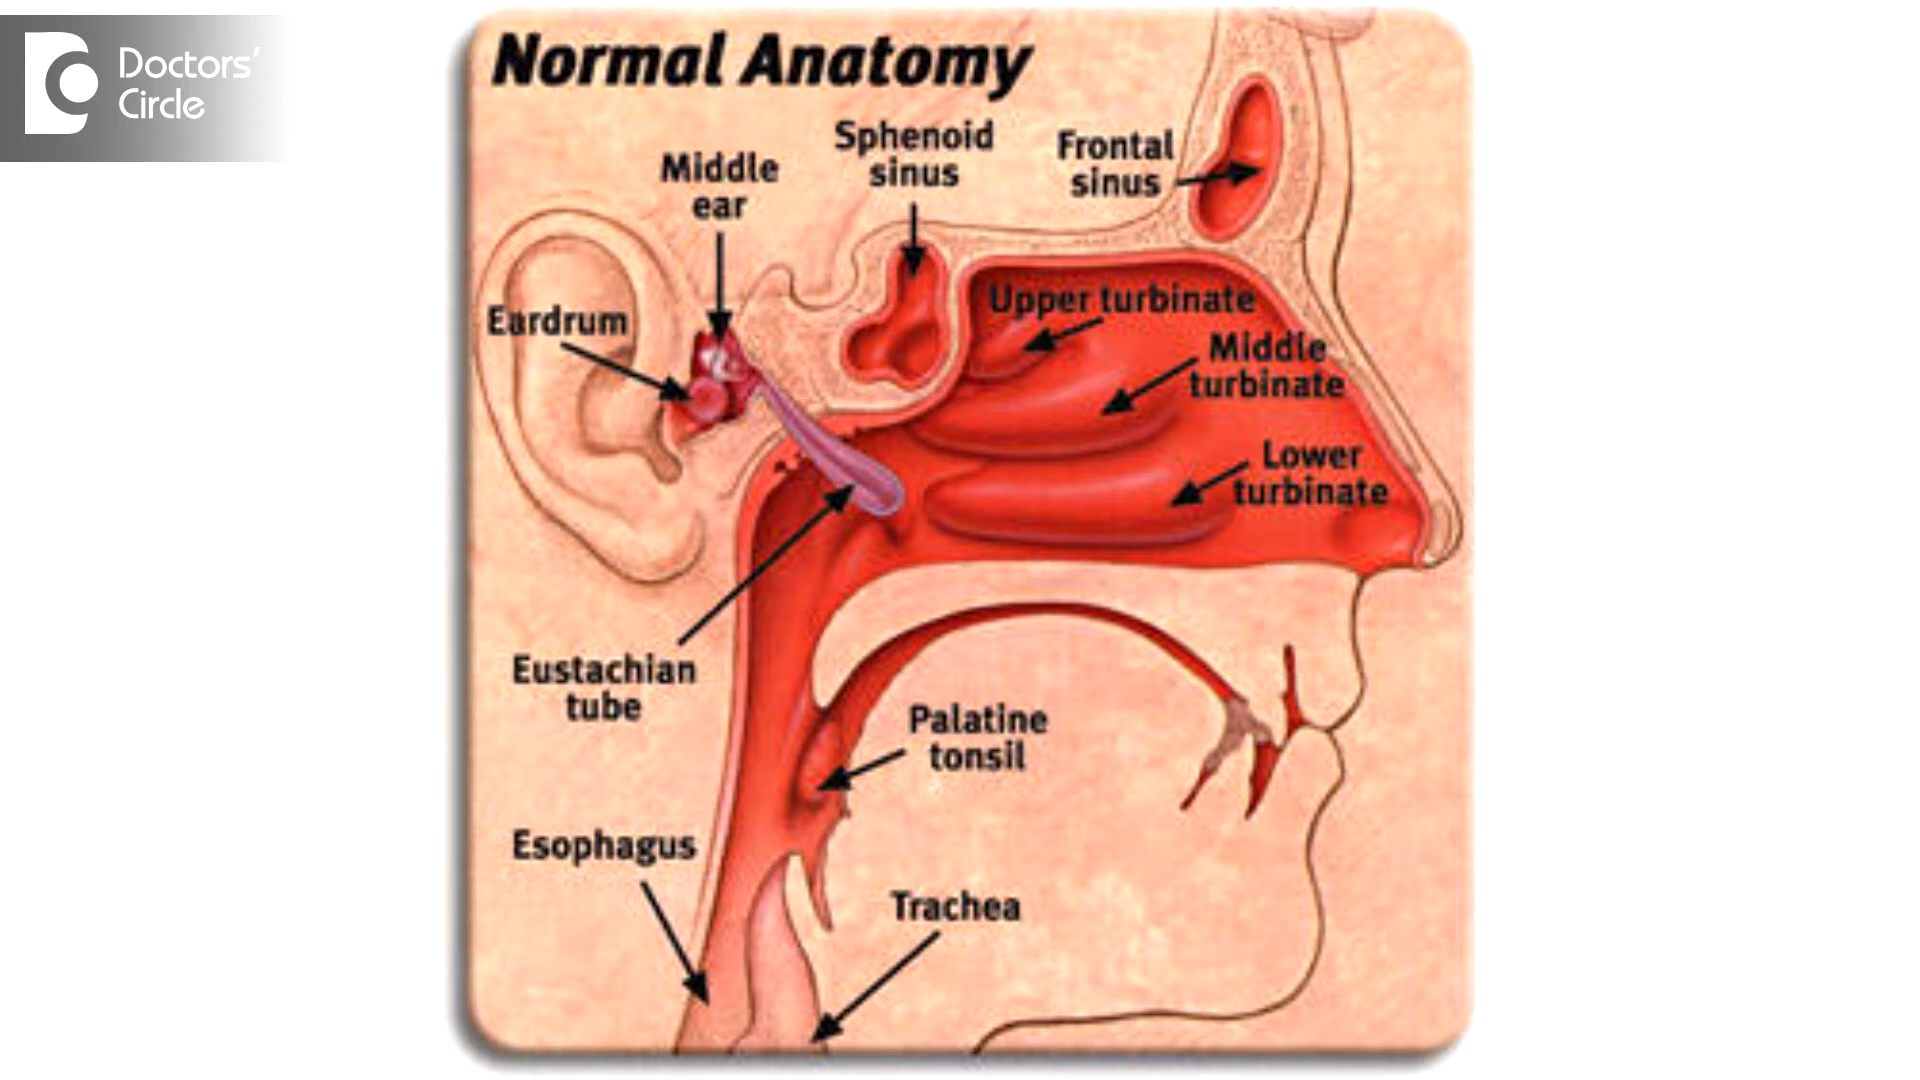 Doctors'
Circle
Normal Anatomy
Sphenoid
sinus
Frontal
sinus
Middle
ear
Eardrum
Upper turbinate
Middle
turbinate
Lower
turbinate
Eustachian
tube
Palatine
tonsil
Esophagus
Trachea